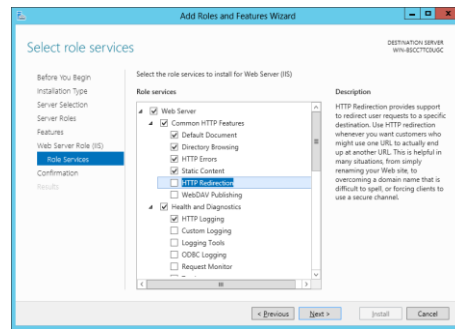 Add Roles and Features Wizard
Select role services
DESTINATION SERVER
Before You Begin
Installation Type
Server Selection
Server Roles
Features
Web Server Role (IIS)
Role Services
Confirmation
Results
Select the role services to install for Web Server (IIS)
Role services
Web Server
Common HTTP Features
Default Document
Directory Browsing
HTTP Errors
Static Content
HTTP Redirection
WebDAV Publishing
Health and Diagnostics
HTTP Logging
Custom Logging
Logging Tools
ODBC Logging
Request Monitor
Description
HTTP Redirection provides support
to redirect user requests to a specific
destination. Use HTTP redirection
whenever you want customers who
might use one URL to actually end
up at another URL. This is helpful in
many situations, from simply
renaming your Web site, to
overcoming a domain name that is
difficult to spell, or forcing clients to
use a secure channel.
< Previous
Next >
Install
Cancel